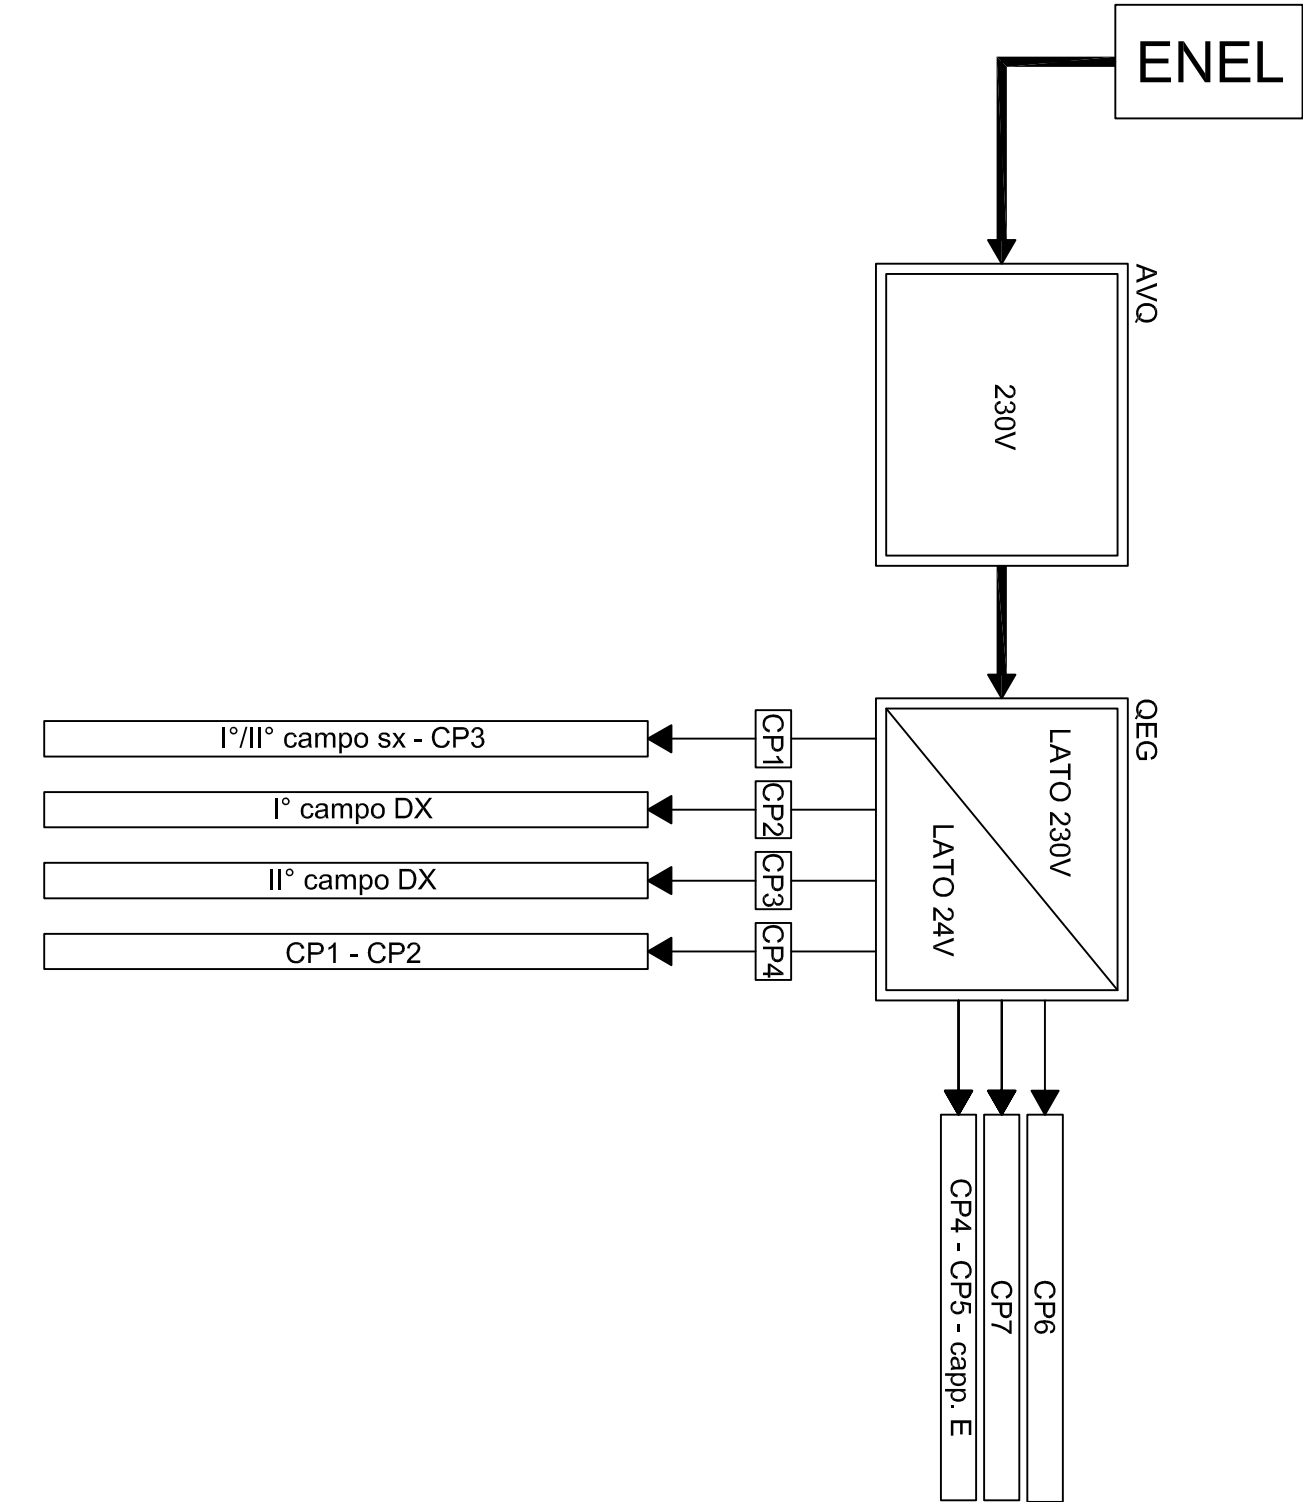 ENEL
AVQ
230V
QEG
LATO 230V
LATO 24V
CP1
I°/II° campo sx - CP3
CP2
I° campo DX
CP3
II° campo DX
CP4
CP1 - CP2
CP4 - CP5 - capp. E
CP7
CP6